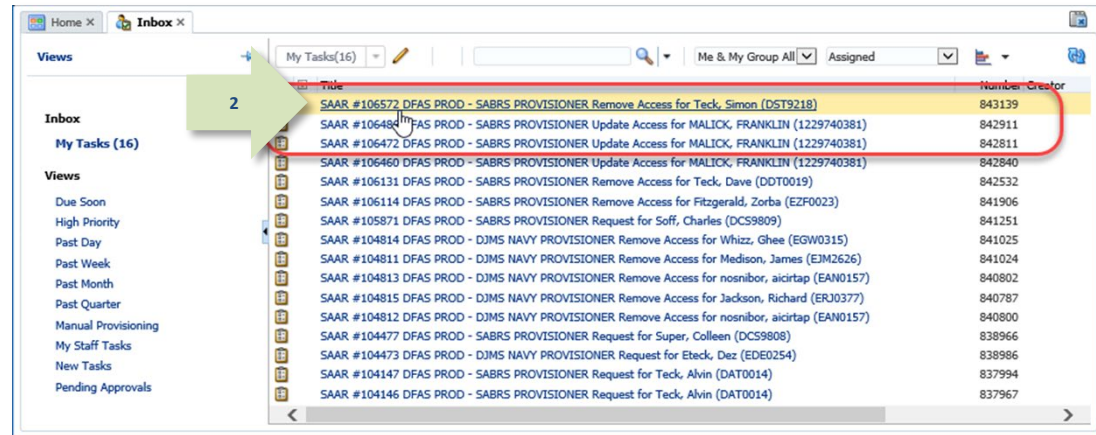 Home ×
Inbox ×
Views
My Tasks(16)
Me & My Group All
Assigned
2
Title
Number Creator
SAAR #106572 DFAS PROD - SABRS PROVISIONER Remove Access for Teck, Simon (DST9218) 843139
Inbox
SAAR DFAS PROD - SABRS PROVISIONER Update Access for MALICK, FRANKLIN (1229740381) 842911
My Tasks (16)
SAAR #106472 DFAS PROD - SABRS PROVISIONER Update Access for MALICK, FRANKLIN (1229740381) 842811
SAAR #106460 DFAS PROD - SABRS PROVISIONER Update Access for MALICK, FRANKLIN (1229740381) 842840
Views
SAAR #106131 DFAS PROD - SABRS PROVISIONER Remove Access for Teck, Dave (DDT0019) 842532
Due Soon
SAAR #106114 DFAS PROD - SABRS PROVISIONER Remove Access for Fitzgerald, Zorba (EZF0023) 841906
High Priority
SAAR #105871 DFAS PROD - SABRS PROVISIONER Request for Soff, Charles (DCS9809) 841251
Past Day
SAAR #104814 DFAS PROD - DJMS NAVY PROVISIONER Remove Access for Whizz, Ghee (EGW0315) 841025
Past Week
SAAR #104811 DFAS PROD - DJMS NAVY PROVISIONER Remove Access for Medison, James (EJM2626) 841024
Past Month
SAAR #104813 DFAS PROD - DJMS NAVY PROVISIONER Remove Access for nosnibor, aicirtap (EAN0157) 840802
Past Quarter
SAAR #104815 DFAS PROD - DJMS NAVY PROVISIONER Remove Access for Jackson, Richard (ERJ0377) 840787
Manual Provisioning
SAAR #104812 DFAS PROD - DJMS NAVY PROVISIONER Remove Access for nosnibor, aicirtap (EAN0157) 840800
My Staff Tasks
SAAR #104477 DFAS PROD - SABRS PROVISIONER Request for Super, Colleen (DCS9808) 838966
New Tasks
SAAR #104473 DFAS PROD - DJMS NAVY PROVISIONER Request for Eteck, Dez (EDE0254) 838986
Pending Approvals
SAAR #104147 DFAS PROD - SABRS PROVISIONER Request for Teck, Alvin (DAT0014) 837994
SAAR #104146 DFAS PROD - SABRS PROVISIONER Request for Teck, Alvin (DAT0014) 837967